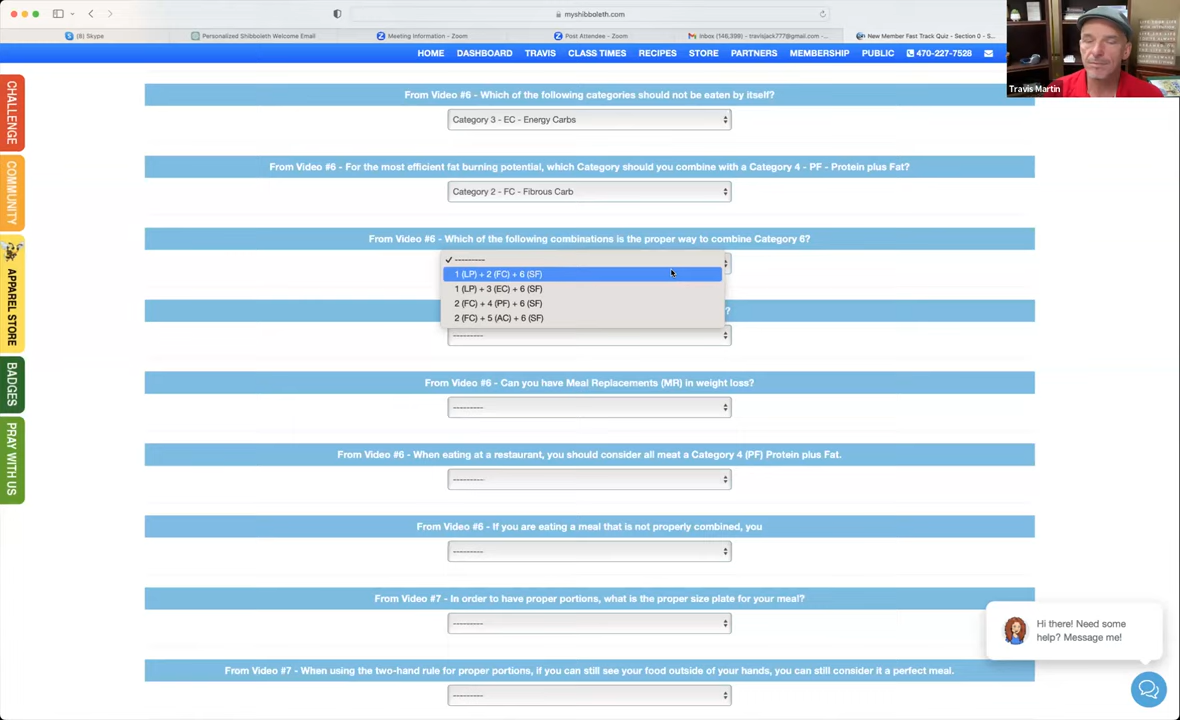 myshibboleth.com
(8) Skype
Personalized Shibboleth Welcome Email
Meeting Information - Zoom
Post Attendee - Zoom
Inbox (146,399) - travisjack777@gmail.com -...
New Member Fast Track Quiz - Section 0 - S...
HOME DASHBOARD TRAVIS CLASS TIMES RECIPES STORE PARTNERS MEMBERSHIP PUBLIC 470-227-7528
Travis Martin
CHALLENGE
COMMUNITY
APPAREL STORE
BADGES
PRAY WITH US
From Video #6 - Which of the following categories should not be eaten by itself?
Category 3 - EC - Energy Carbs
From Video #6 - For the most efficient fat burning potential, which Category should you combine with a Category 4 - PF - Protein plus Fat?
Category 2 - FC - Fibrous Carb
From Video #6 - Which of the following combinations is the proper way to combine Category 6?
✓ ---------
1 (LP) + 2 (FC) + 6 (SF)
1 (LP) + 3 (EC) + 6 (SF)
2 (FC) + 4 (PF) + 6 (SF)
2 (FC) + 5 (AC) + 6 (SF)
?
---------
From Video #6 - Can you have Meal Replacements (MR) in weight loss?
---------
From Video #6 - When eating at a restaurant, you should consider all meat a Category 4 (PF) Protein plus Fat.
---------
From Video #6 - If you are eating a meal that is not properly combined, you
---------
From Video #7 - In order to have proper portions, what is the proper size plate for your meal?
---------
From Video #7 - When using the two-hand rule for proper portions, if you can still see your food outside of your hands, you can still consider it a perfect meal.
---------
Hi there! Need some
help? Message me!